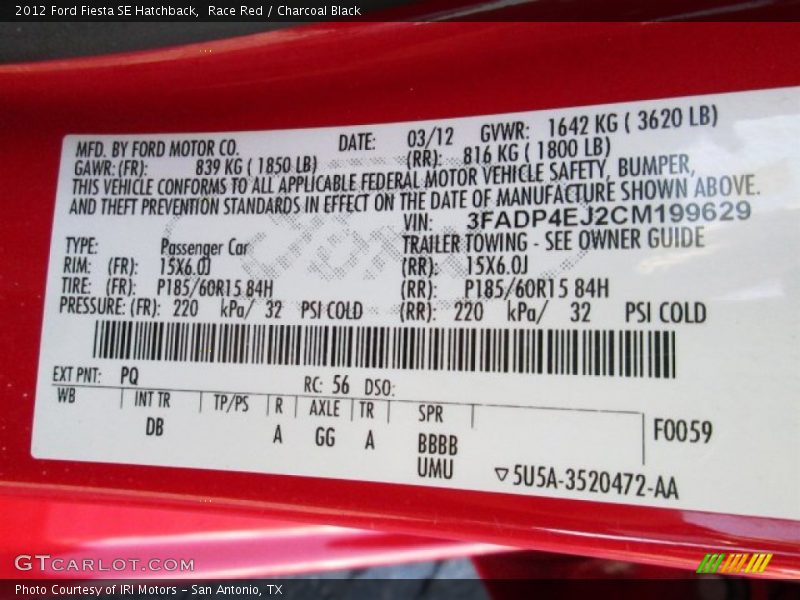 2012 Ford Fiesta SE Hatchback, Race Red / Charcoal Black
MFD. BY FORD MOTOR CO. DATE: 03/12 GVWR: 1642 KG ( 3620 LB)
GAWR: (FR): 839 KG ( 1850 LB) (RR): 816 KG ( 1800 LB)
THIS VEHICLE CONFORMS TO ALL APPLICABLE FEDERAL MOTOR VEHICLE SAFETY, BUMPER,
AND THEFT PREVENTION STANDARDS IN EFFECT ON THE DATE OF MANUFACTURE SHOWN ABOVE.
VIN: 3FADP4EJ2CM199629
TYPE: Passenger Car TRAILER TOWING - SEE OWNER GUIDE
RIM: (FR): 15X6.0J (RR): 15X6.0J
TIRE: (FR): P185/60R15 84H (RR): P185/60R15 84H
PRESSURE: (FR): 220 kPa/ 32 PSI COLD (RR): 220 kPa/ 32 PSI COLD
EXT PNT: PQ RC: 56 DSO:
WB INT TR TP/PS R AXLE TR SPR F0059
DB A GG A BBBB
UMU ▽5U5A-3520472-AA
GTCARLOT.COM
Photo Courtesy of IRI Motors - San Antonio, TX